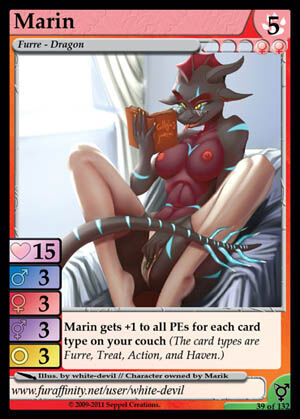 Marin
5
Furre - Dragon
15
3
3
3
3
Marin gets +1 to all PEs for each card
type on your couch (The card types are
Furre, Treat, Action, and Haven.)
Illus. by white-devil // Character owned by Marik
www.furaffinity.net/user/white-devil
© 2009-2011 Seppel Creations.
39 of 132